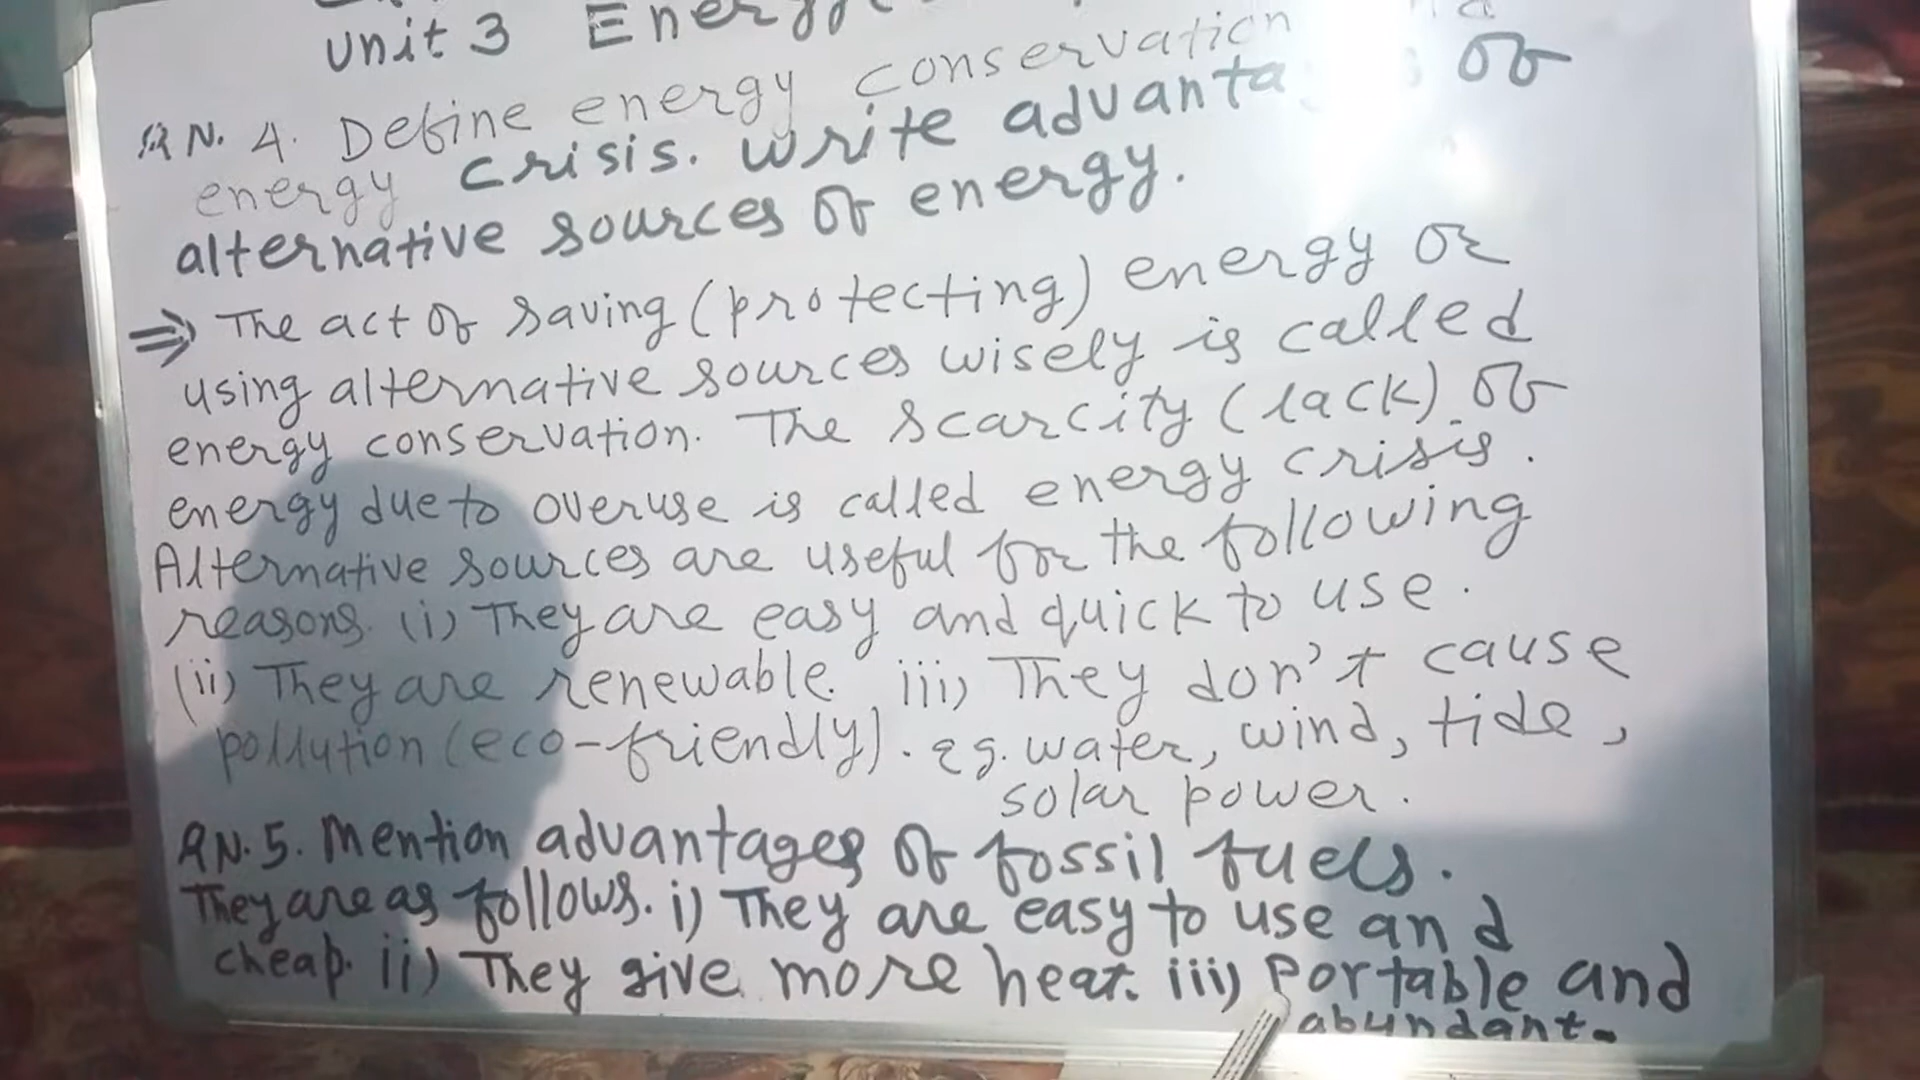 Unit 3 Energy
Q N. 4. Define energy conservation
energy crisis. Write advanta s of
alternative sources of energy.
⇒ The act of saving (protecting) energy or
using alternative sources wisely is called
energy conservation. The scarcity (lack) of
energy due to overuse is called energy crisis.
Alternative sources are useful for the following
reasons. (i) They are easy and quick to use.
(ii) They are renewable. iii) They don't cause
pollution (eco-friendly). eg. water, wind, tide,
solar power.
Q N. 5. Mention advantages of fossil fuels.
They are as follows. i) They are easy to use and
cheap. ii) They give more heat. iii) Portable and
abundant.